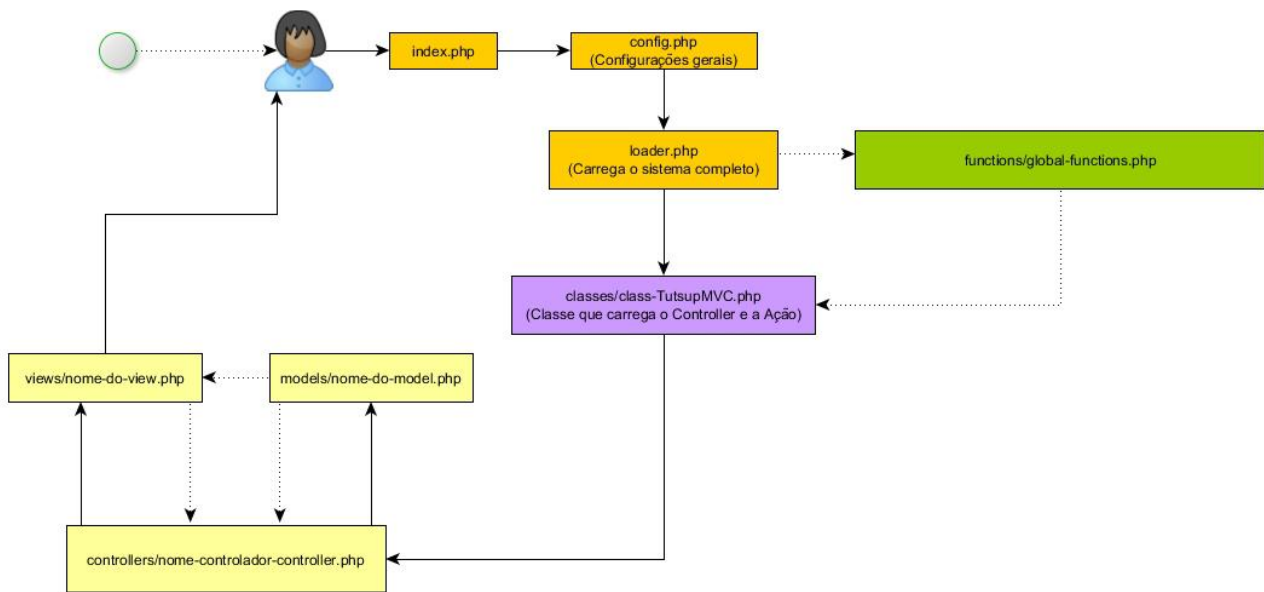 index.php
config.php
(Configurações gerais)
loader.php
(Carrega o sistema completo)
functions/global-functions.php
classes/class-TutsupMVC.php
(Classe que carrega o Controller e a Ação)
views/nome-do-view.php
models/nome-do-model.php
controllers/nome-controlador-controller.php